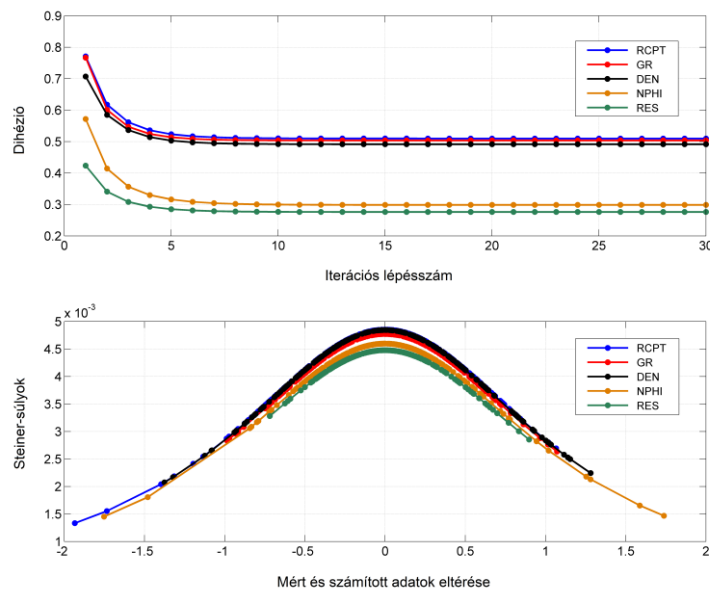 0.9
0.8
0.7
0.6
0.5
0.4
0.3
0.2
Dihézió
RCPT
GR
DEN
NPHI
RES
0
5
10
15
20
25
30
Iterációs lépésszám
x 10⁻³
5
4.5
4
3.5
3
2.5
2
1.5
1
Steiner-súlyok
RCPT
GR
DEN
NPHI
RES
-2
-1.5
-1
-0.5
0
0.5
1
1.5
2
Mért és számított adatok eltérése